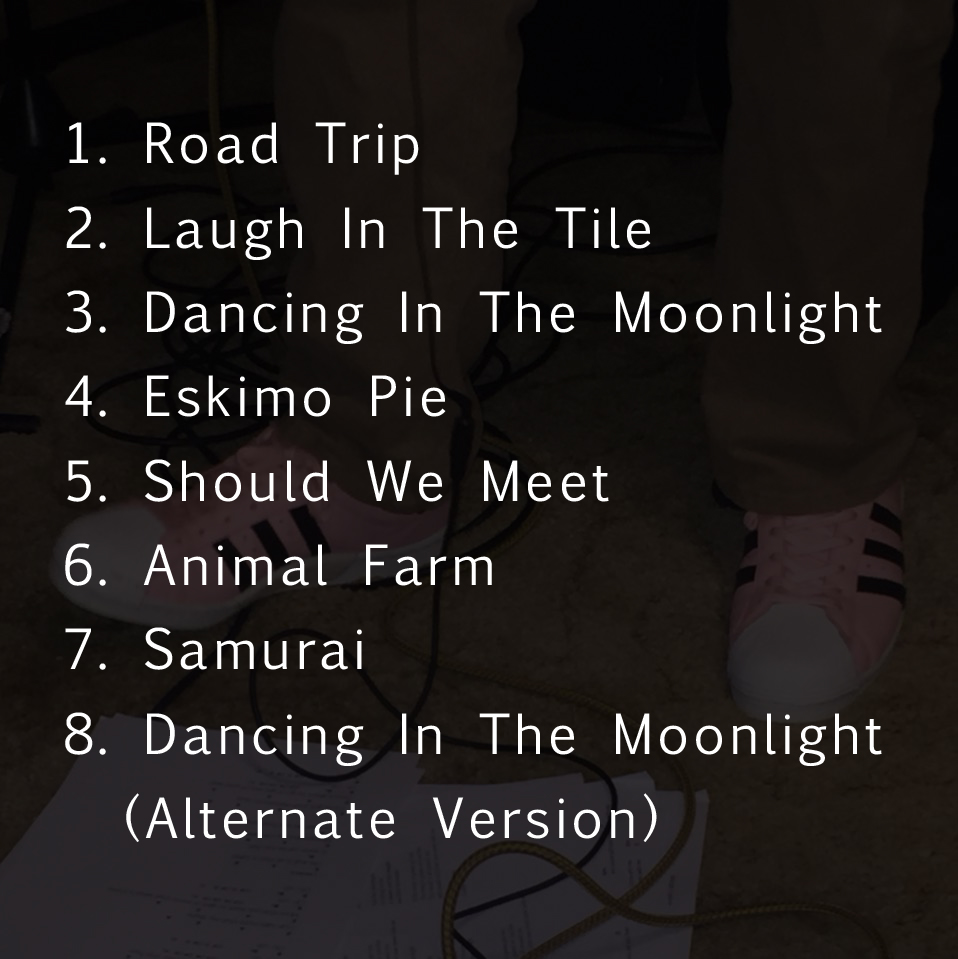 1. Road Trip
2. Laugh In The Tile
3. Dancing In The Moonlight
4. Eskimo Pie
5. Should We Meet
6. Animal Farm
7. Samurai
8. Dancing In The Moonlight
(Alternate Version)